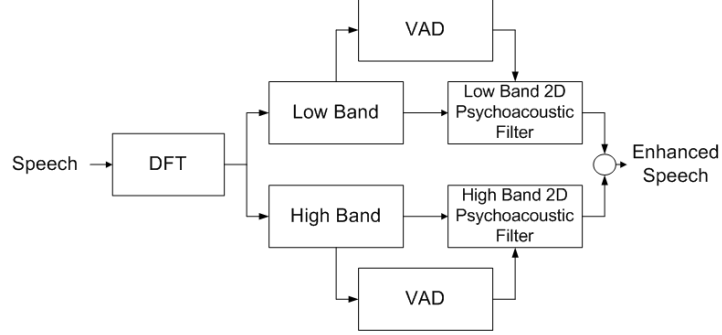 VAD
Low Band
Low Band 2D
Psychoacoustic
Filter
Speech
DFT
Enhanced
Speech
High Band
High Band 2D
Psychoacoustic
Filter
VAD